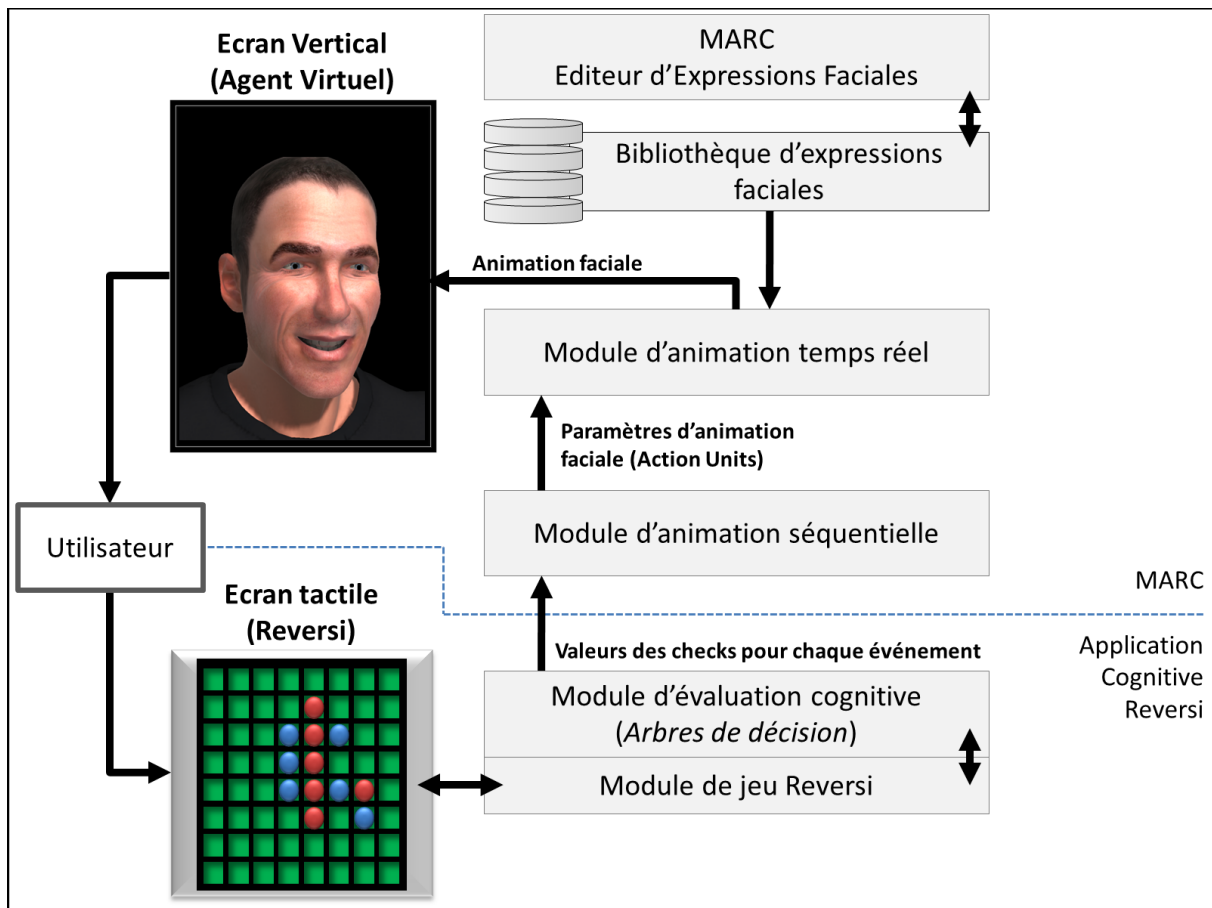 Ecran Vertical
(Agent Virtuel)
MARC
Editeur d'Expressions Faciales
Bibliothèque d'expressions
faciales
Animation faciale
Module d'animation temps réel
Paramètres d'animation
faciale (Action Units)
Utilisateur
Module d'animation séquentielle
MARC
Ecran tactile
(Reversi)
Valeurs des checks pour chaque événement
Application
Cognitive
Reversi
Module d'évaluation cognitive
(Arbres de décision)
Module de jeu Reversi